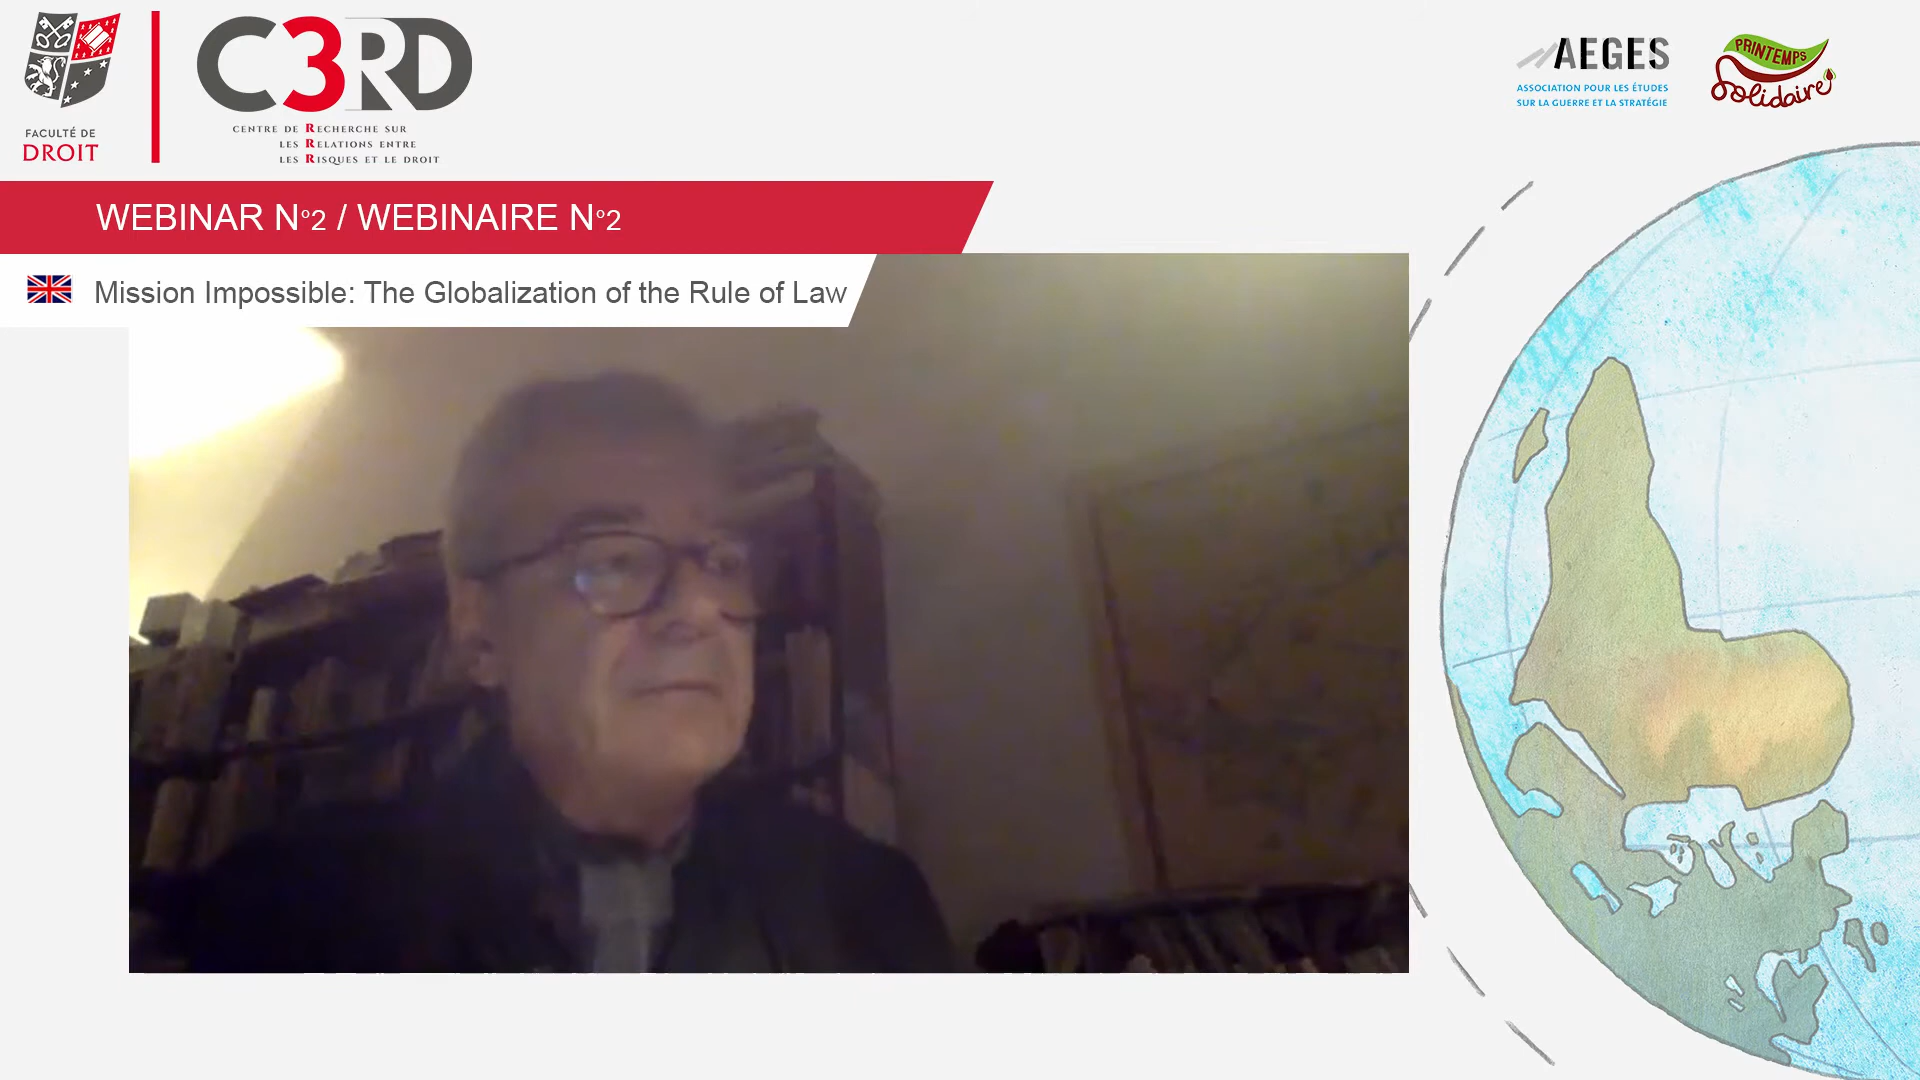 C3RD
FACULTÉ DE
DROIT
CENTRE DE RECHERCHE SUR
LES RELATIONS ENTRE
LES RISQUES ET LE DROIT
AEGES
ASSOCIATION POUR LES ÉTUDES
SUR LA GUERRE ET LA STRATÉGIE
PRINTEMPS
Solidaire
WEBINAR N°2 / WEBINAIRE N°2
Mission Impossible: The Globalization of the Rule of Law